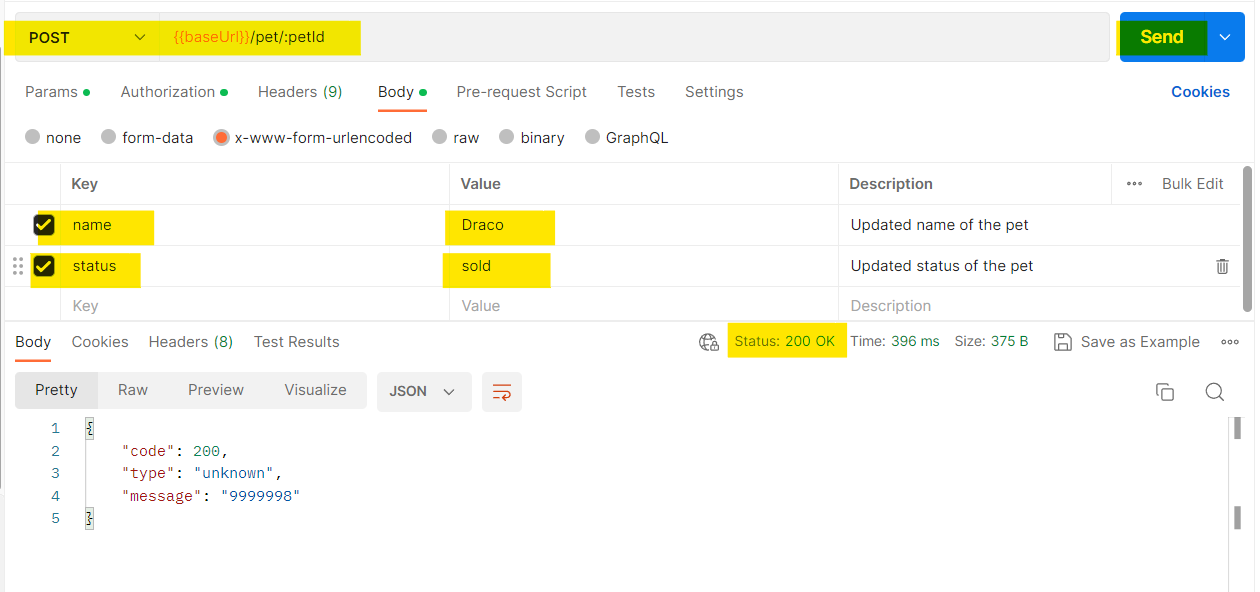 POST {{baseUrl}}/pet/:petId Send
Params Authorization Headers (9) Body Pre-request Script Tests Settings Cookies
none form-data x-www-form-urlencoded raw binary GraphQL
Key Value Description Bulk Edit
name Draco Updated name of the pet
status sold Updated status of the pet
Key Value Description
Body Cookies Headers (8) Test Results Status: 200 OK Time: 396 ms Size: 375 B Save as Example
Pretty Raw Preview Visualize JSON
1 {
2 "code": 200,
3 "type": "unknown",
4 "message": "9999998"
5 }